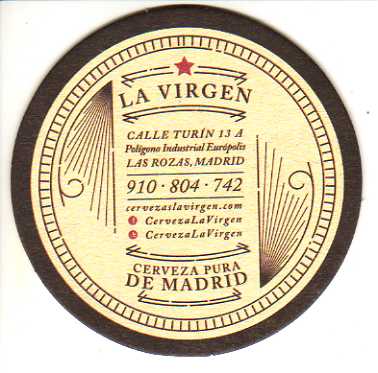 LA VIRGEN
CALLE TURÍN 13 A
Polígono Industrial Európolis
LAS ROZAS, MADRID
910 · 804 · 742
cervezaslavirgen.com
CervezaLaVirgen
CervezaLaVirgen
CERVEZA PURA
DE MADRID